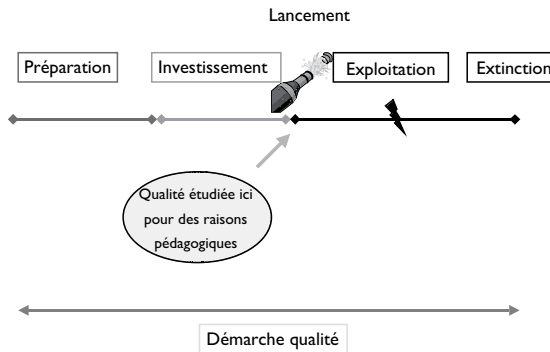 Lancement
Préparation
Investissement
Exploitation
Extinction
Qualité étudiée ici
pour des raisons
pédagogiques
Démarche qualité